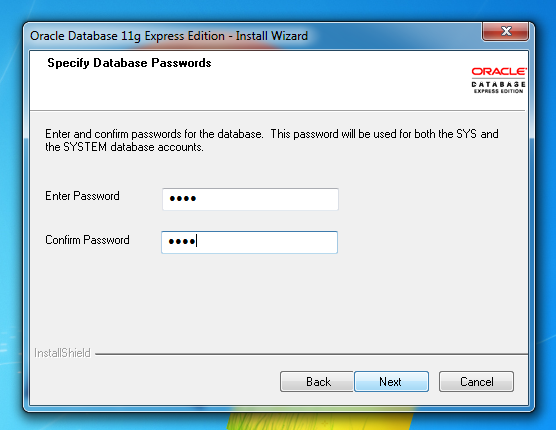 Oracle Database 11g Express Edition - Install Wizard
Specify Database Passwords
ORACLE
DATABASE
EXPRESS EDITION
Enter and confirm passwords for the database.  This password will be used for both the SYS and
the SYSTEM database accounts.
Enter Password ••••
Confirm Password ••••
InstallShield
Back Next Cancel